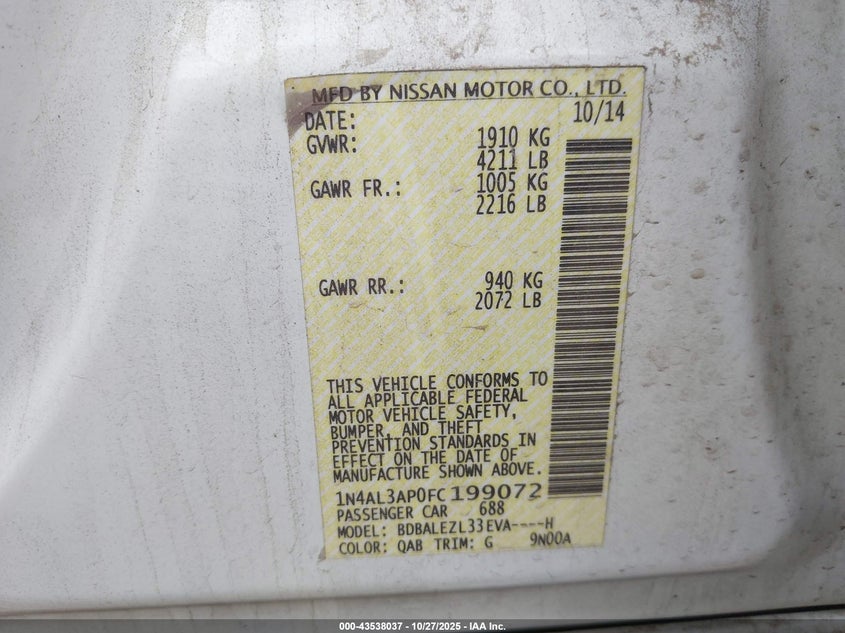 MFD BY NISSAN MOTOR CO., LTD.
DATE: 10/14
GVWR: 1910 KG
4211 LB
GAWR FR.: 1005 KG
2216 LB
GAWR RR.: 940 KG
2072 LB
THIS VEHICLE CONFORMS TO
ALL APPLICABLE FEDERAL
MOTOR VEHICLE SAFETY,
BUMPER, AND THEFT
PREVENTION STANDARDS IN
EFFECT ON THE DATE OF
MANUFACTURE SHOWN ABOVE.
1N4AL3AP0FC199072
PASSENGER CAR 688
MODEL: BDBALEZL33EVA----H
COLOR: QAB TRIM: G 9N00A
000-43538037 - 10/27/2025 - IAA Inc.